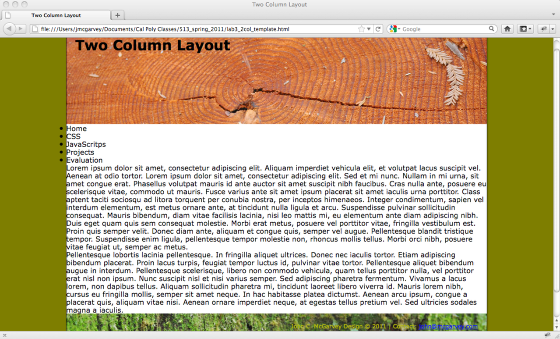 Two Column Layout
Two Column Layout
file:///Users/jmcgarvey/Documents/Cal Poly Classes/S13_spring_2011/lab3_2col_template.html
Google
Two Column Layout
Home
CSS
JavaScritps
Projects
Evaluation
Lorem ipsum dolor sit amet, consectetur adipiscing elit. Aliquam imperdiet vehicula elit, et volutpat lacus suscipit vel.
Aenean at odio tortor. Lorem ipsum dolor sit amet, consectetur adipiscing elit. Sed et mi nunc. Nullam in mi urna, sit
amet congue erat. Phasellus volutpat mauris id ante auctor sit amet suscipit nibh faucibus. Cras nulla ante, posuere eu
scelerisque vitae, commodo ut mauris. Fusce varius ante sit amet ipsum placerat sit amet iaculis urna porttitor. Class
aptent taciti sociosqu ad litora torquent per conubia nostra, per inceptos himenaeos. Integer condimentum, sapien vel
interdum elementum, est metus ornare ante, at tincidunt nulla ligula et arcu. Suspendisse pulvinar sollicitudin
consequat. Mauris bibendum, diam vitae facilisis lacinia, nisi leo mattis mi, eu elementum ante diam adipiscing nibh.
Duis eget quam quis sem consequat molestie. Morbi erat metus, posuere vel porttitor vitae, fringilla vestibulum est.
Proin quis semper velit. Donec diam ante, aliquam et congue quis, semper vel augue. Pellentesque blandit tristique
tempor. Suspendisse enim ligula, pellentesque tempor molestie non, rhoncus mollis tellus. Morbi orci nibh, posuere
vitae feugiat ut, semper ac metus.
Pellentesque lobortis lacinia pellentesque. In fringilla aliquet ultrices. Donec nec iaculis tortor. Etiam adipiscing
bibendum placerat. Proin lacus turpis, tempor luctus id, pulvinar vitae tortor. Pellentesque aliquet bibendum
augue in interdum. Pellentesque scelerisque, libero non commodo vehicula, quam tellus porttitor nulla, vel porttitor
erat nisl non ipsum. Nunc suscipit nisl et nisi varius semper. Sed adipiscing pharetra fermentum. Vivamus a lacus
lorem, non dapibus tellus. Aliquam sollicitudin pharetra mi, tincidunt laoreet libero viverra id. Mauris lorem nibh,
cursus eu fringilla mollis, semper sit amet neque. In hac habitasse platea dictumst. Aenean arcu ipsum, congue a
placerat quis, aliquam vitae nisi. Aenean ornare imperdiet neque, at egestas tellus pretium vel. Sed ultrices sodales
magna a iaculis.
McGarvey Design © 2011 |